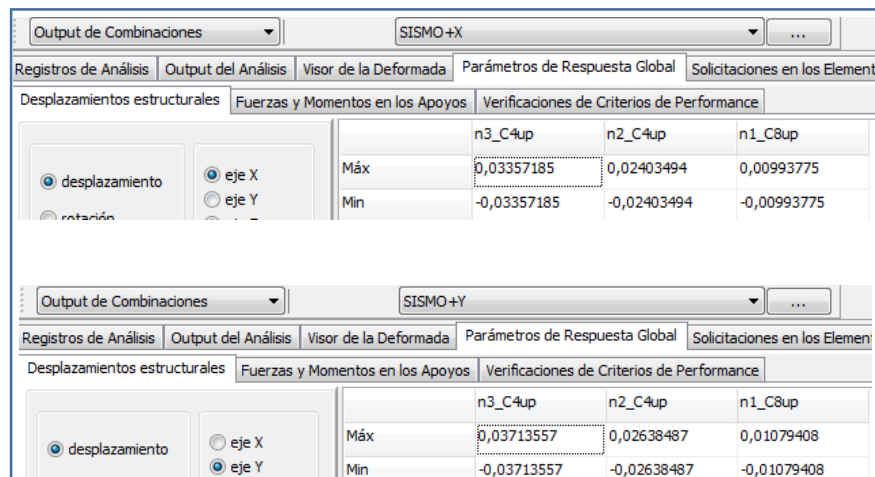 Output de Combinaciones SISMO+X ...
Registros de Análisis Output del Análisis Visor de la Deformada Parámetros de Respuesta Global Solicitaciones en los Element
Desplazamientos estructurales Fuerzas y Momentos en los Apoyos Verificaciones de Criterios de Performance
n3_C4up n2_C4up n1_C8up
desplazamiento eje X Máx 0,03357185 0,02403494 0,00993775
rotación eje Y Min -0,03357185 -0,02403494 -0,00993775
Output de Combinaciones SISMO+Y ...
Registros de Análisis Output del Análisis Visor de la Deformada Parámetros de Respuesta Global Solicitaciones en los Elemen
Desplazamientos estructurales Fuerzas y Momentos en los Apoyos Verificaciones de Criterios de Performance
n3_C4up n2_C4up n1_C8up
desplazamiento eje X Máx 0,03713557 0,02638487 0,01079408
eje Y Min -0,03713557 -0,02638487 -0,01079408